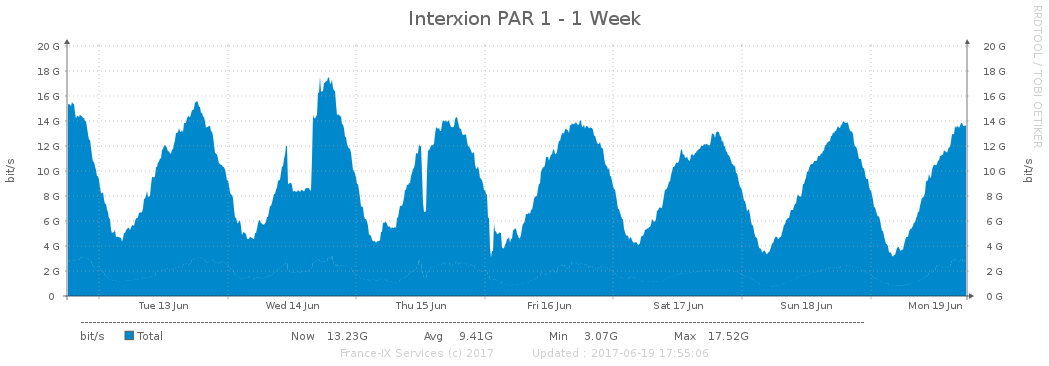 Interxion PAR 1 - 1 Week
RRDTOOL / TOBI OETIKER
bit/s
bit/s
20 G 20 G
18 G 18 G
16 G 16 G
14 G 14 G
12 G 12 G
10 G 10 G
8 G 8 G
6 G 6 G
4 G 4 G
2 G 2 G
0 0 G
Tue 13 Jun Wed 14 Jun Thu 15 Jun Fri 16 Jun Sat 17 Jun Sun 18 Jun Mon 19 Jun
bit/s Total Now 13.23G Avg 9.41G Min 3.07G Max 17.52G
France-IX Services (c) 2017 Updated : 2017-06-19 17:55:06